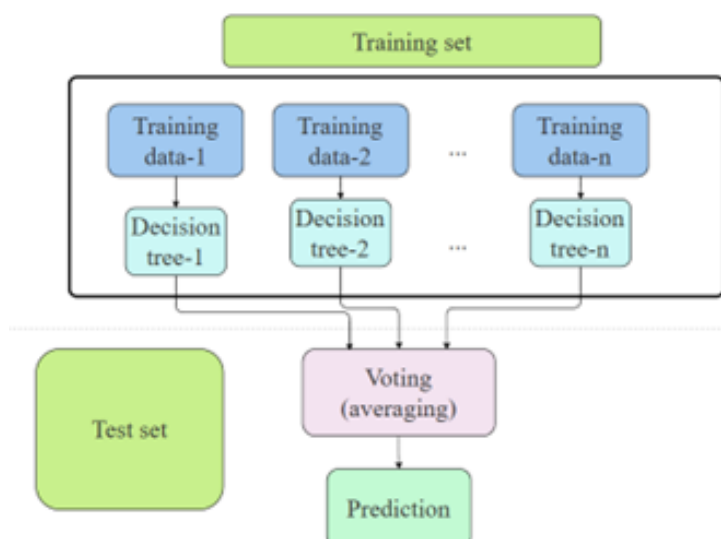 Training set
Training
data-1
Training
data-2
...
Training
data-n
Decision
tree-1
Decision
tree-2
...
Decision
tree-n
Voting
(averaging)
Test set
Prediction